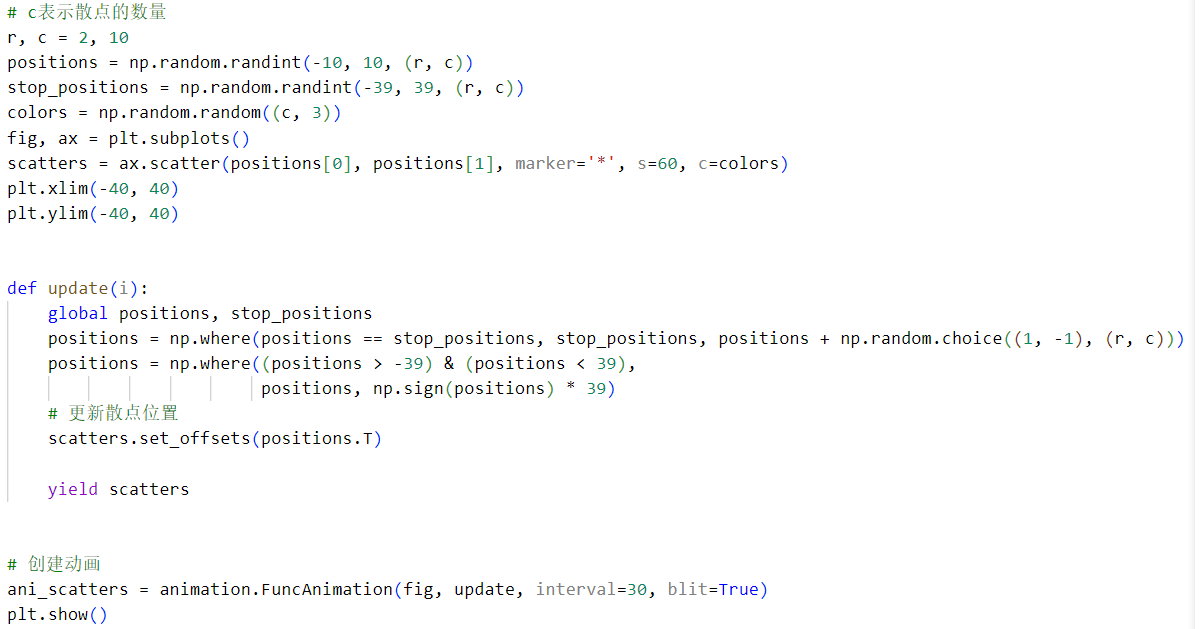 # c表示散点的数量
r, c = 2, 10
positions = np.random.randint(-10, 10, (r, c))
stop_positions = np.random.randint(-39, 39, (r, c))
colors = np.random.random((c, 3))
fig, ax = plt.subplots()
scatters = ax.scatter(positions[0], positions[1], marker='*', s=60, c=colors)
plt.xlim(-40, 40)
plt.ylim(-40, 40)
def update(i):
    global positions, stop_positions
    positions = np.where(positions == stop_positions, stop_positions, positions + np.random.choice((1, -1), (r, c)))
    positions = np.where((positions > -39) & (positions < 39),
                         positions, np.sign(positions) * 39)
    # 更新散点位置
    scatters.set_offsets(positions.T)
    yield scatters
# 创建动画
ani_scatters = animation.FuncAnimation(fig, update, interval=30, blit=True)
plt.show()